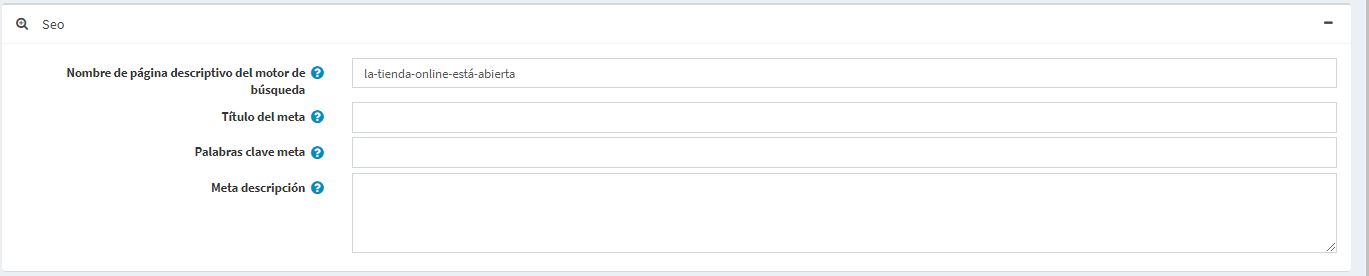 Seo
Nombre de página descriptivo del motor de
búsqueda
la-tienda-online-está-abierta
Título del meta
Palabras clave meta
Meta descripción